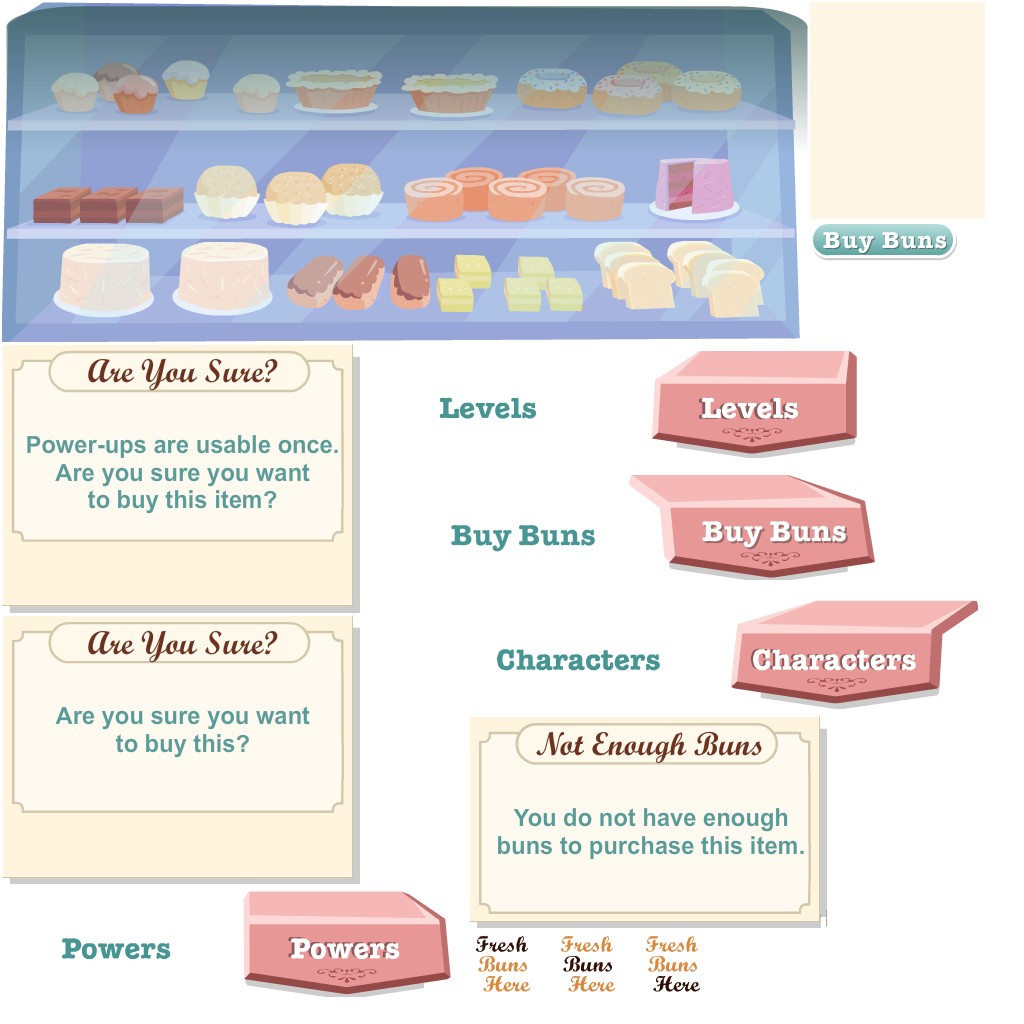 Buy Buns
Are You Sure?
Power-ups are usable once.
Are you sure you want
to buy this item?
Levels
Levels
Buy Buns
Buy Buns
Characters
Characters
Are You Sure?
Are you sure you want
to buy this?
Not Enough Buns
You do not have enough
buns to purchase this item.
Powers
Powers
Fresh
Buns
Here
Fresh
Buns
Here
Fresh
Buns
Here